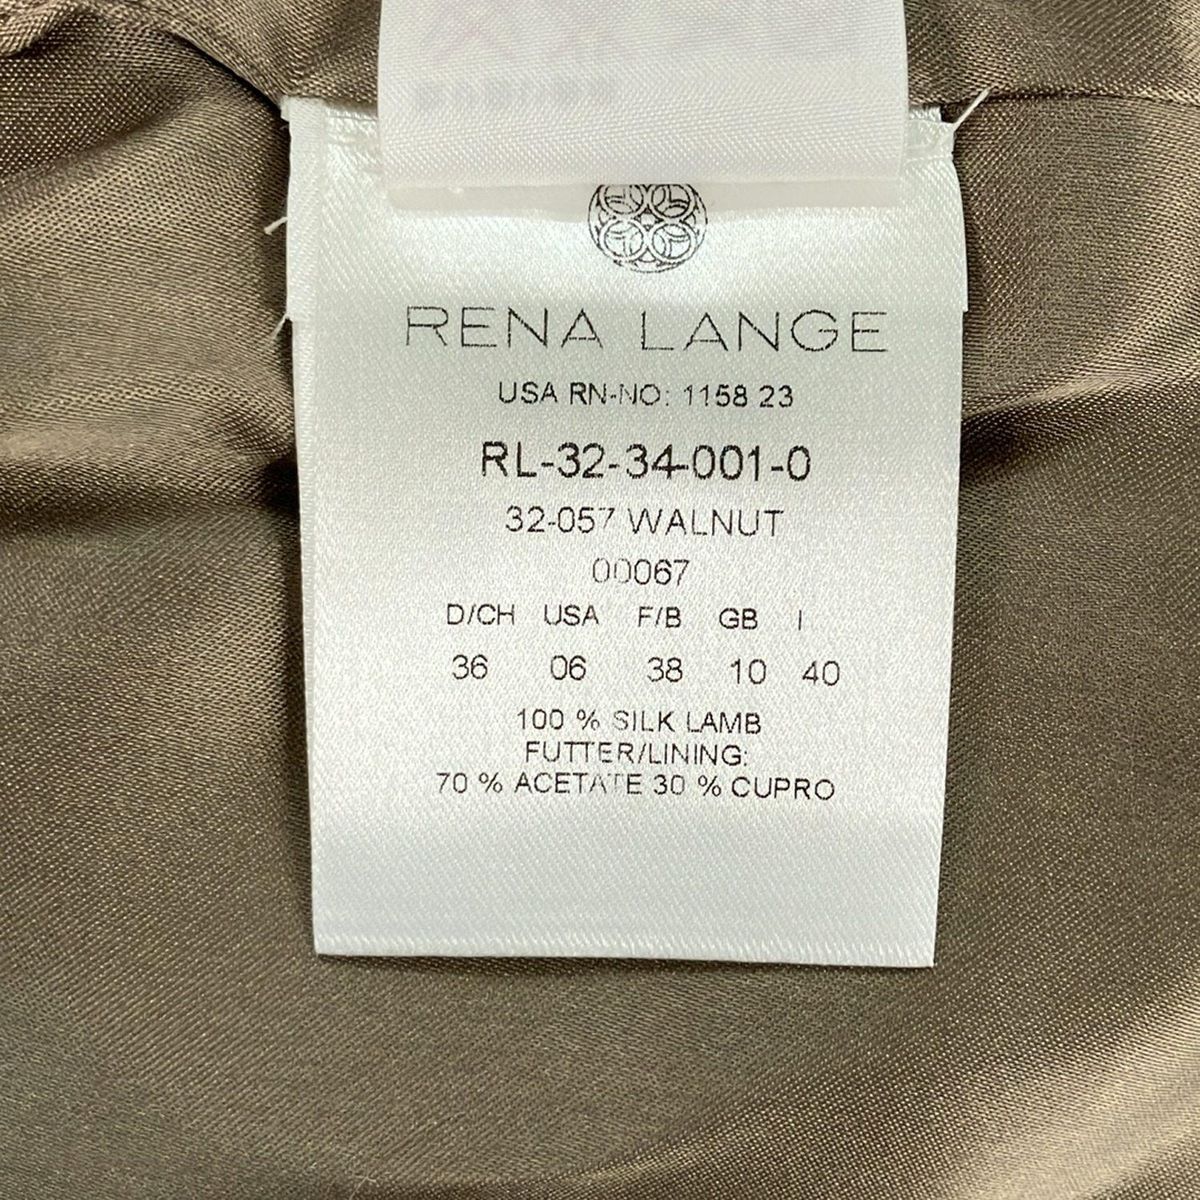 RENA LANGE
USA RN-NO: 1158 23
RL-32-34-001-0
32-057 WALNUT
00067
D/CH USA F/B GB I
36 06 38 10 40
100 % SILK LAMB
FUTTER/LINING:
70 % ACETATE 30 % CUPRO